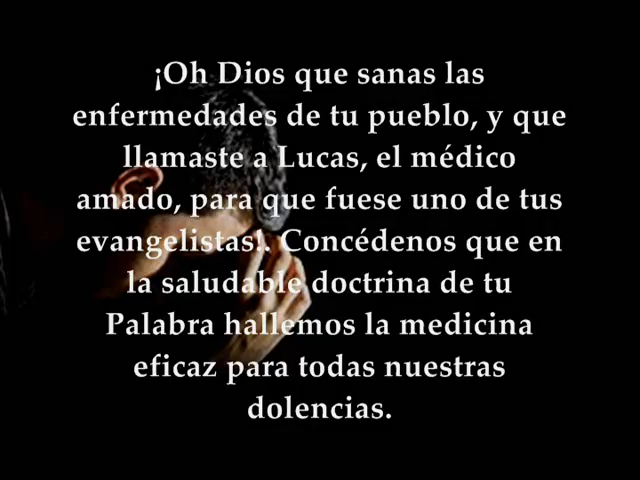 ¡Oh Dios que sanas las
enfermedades de tu pueblo, y que
llamaste a Lucas, el médico
amado, para que fuese uno de tus
evangelistas!. Concédenos que en
la saludable doctrina de tu
Palabra hallemos la medicina
eficaz para todas nuestras
dolencias.